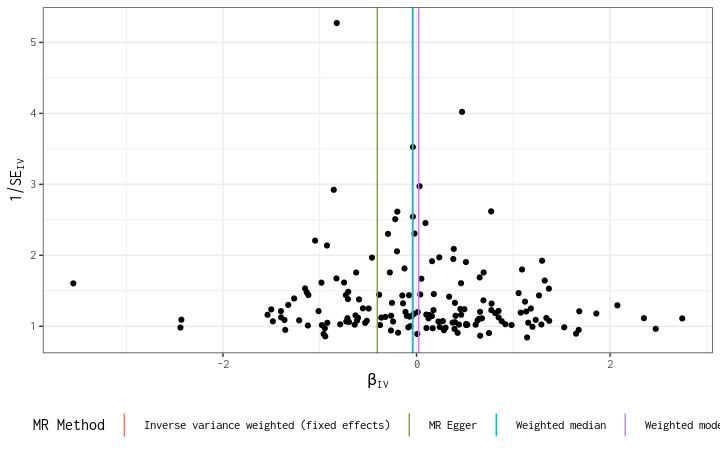 5
4
3
2
1
1/SE_IV
-2
0
2
β_IV
MR Method
Inverse variance weighted (fixed effects)
MR Egger
Weighted median
Weighted mode